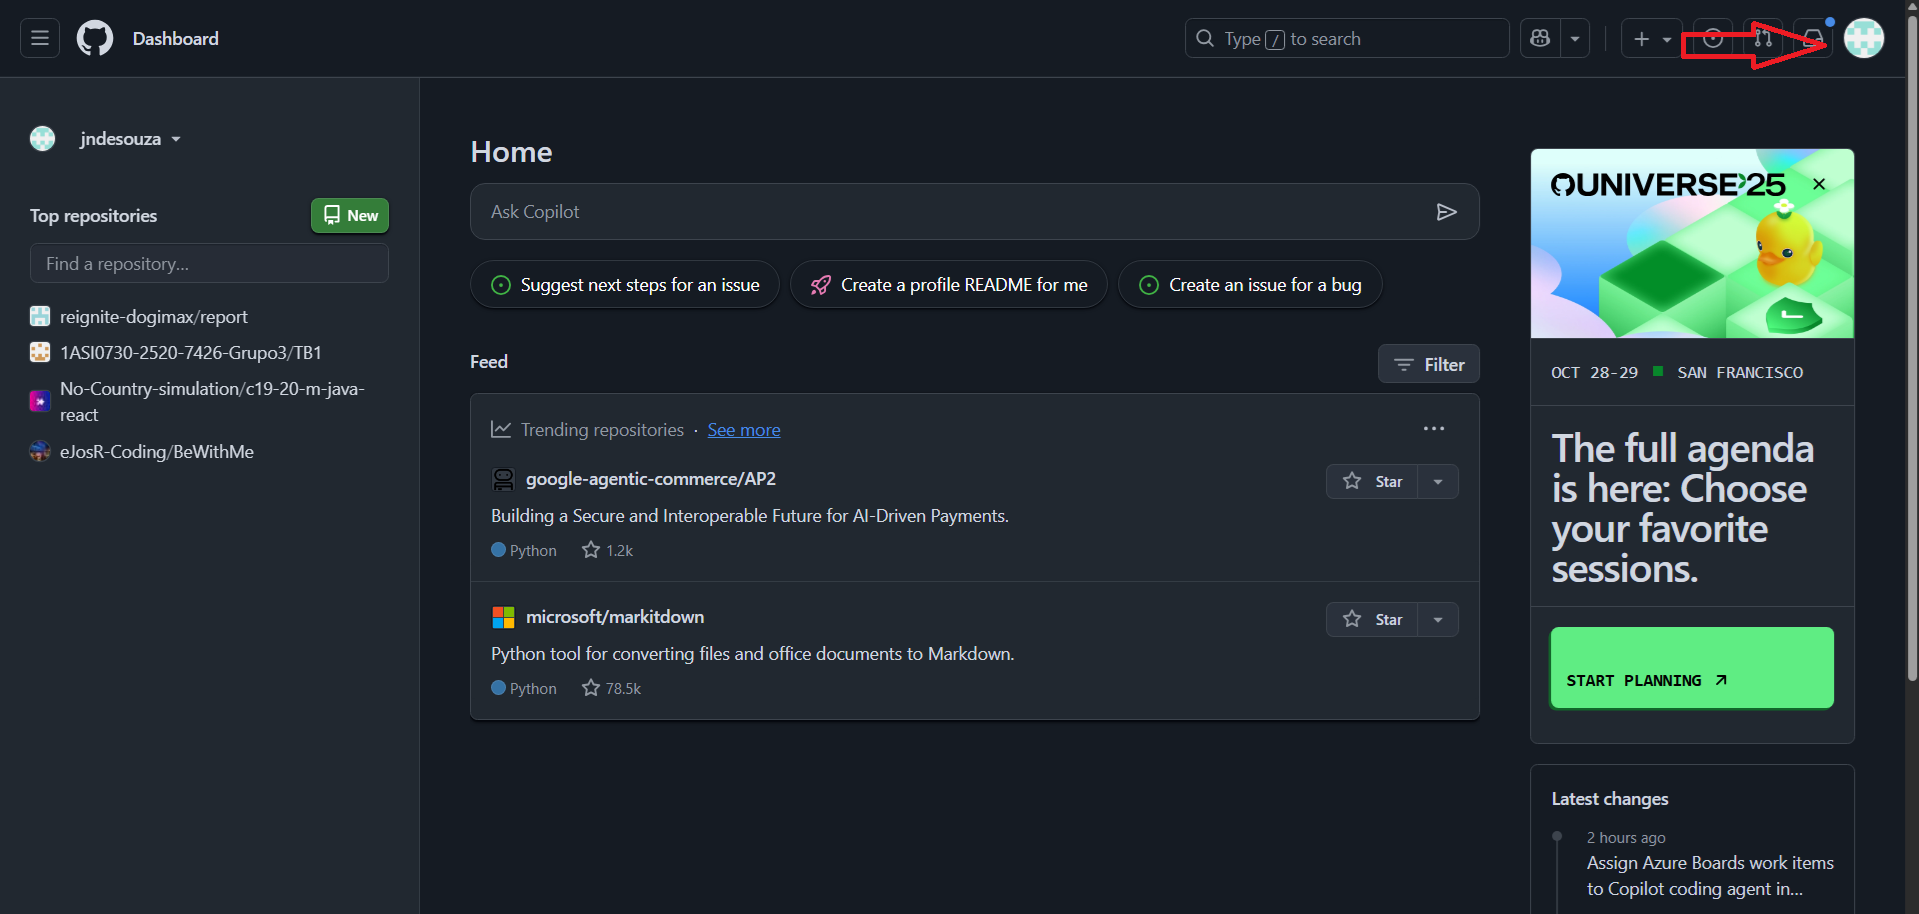 Dashboard
Type / to search
jndesouza
Top repositories
New
Find a repository...
reignite-dogimax/report
1ASI0730-2520-7426-Grupo3/TB1
No-Country-simulation/c19-20-m-java-
react
eJosR-Coding/BeWithMe
Home
Ask Copilot
Suggest next steps for an issue
Create a profile README for me
Create an issue for a bug
Feed
Filter
Trending repositories · See more
google-agentic-commerce/AP2
Star
Building a Secure and Interoperable Future for AI-Driven Payments.
Python
1.2k
microsoft/markitdown
Star
Python tool for converting files and office documents to Markdown.
Python
78.5k
UNIVERSE'25
OCT 28-29
SAN FRANCISCO
The full agenda
is here: Choose
your favorite
sessions.
START PLANNING
Latest changes
2 hours ago
Assign Azure Boards work items
to Copilot coding agent in...